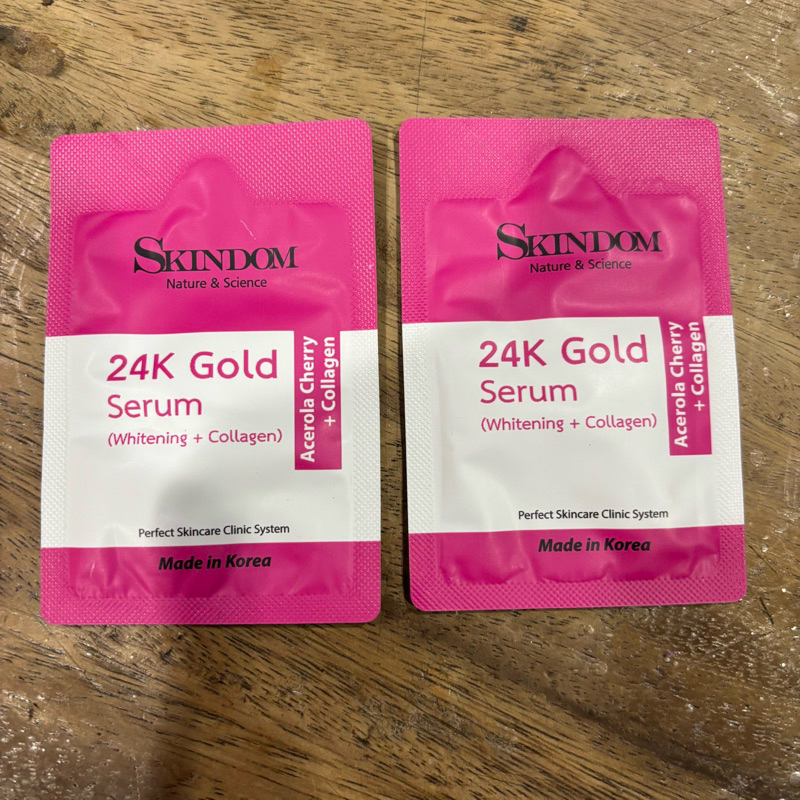 SKINDOM
Nature & Science
24K Gold
Serum
(Whitening + Collagen)
Acerola Cherry
+ Collagen
Perfect Skincare Clinic System
Made in Korea
SKINDOM
Nature & Science
24K Gold
Serum
(Whitening + Collagen)
Acerola Cherry
+ Collagen
Perfect Skincare Clinic System
Made in Korea